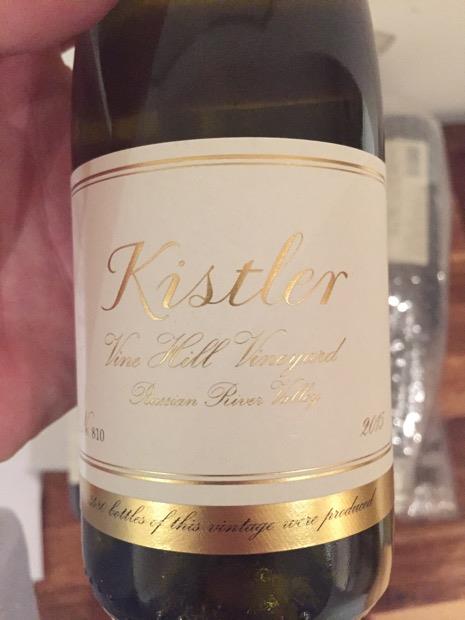 Kistler
Vine Hill Vineyard
Russian River Valley
810 2015
bottles of this vintage were produced